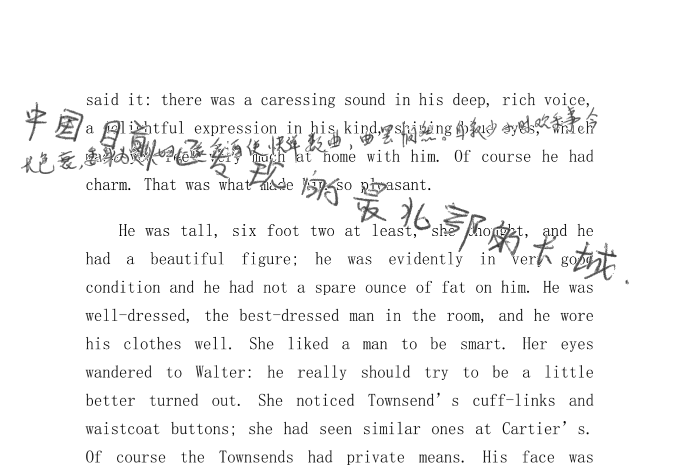 said it: there was a caressing sound in his deep, rich voice,
a delightful expression in his kind, shining blue eyes, which
made her feel very much at home with him. Of course he had
charm. That was what made him so pleasant.
He was tall, six foot two at least, she thought, and he
had a beautiful figure; he was evidently in very good
condition and he had not a spare ounce of fat on him. He was
well-dressed, the best-dressed man in the room, and he wore
his clothes well. She liked a man to be smart. Her eyes
wandered to Walter: he really should try to be a little
better turned out. She noticed Townsend's cuff-links and
waistcoat buttons; she had seen similar ones at Cartier's.
Of course the Townsends had private means. His face was
中国
最北部的大城.